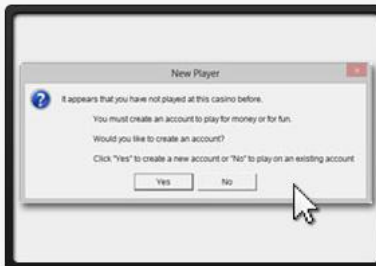 New Player
It appears that you have not played at this casino before.
You must create an account to play for money or for fun.
Would you like to create an account?
Click "Yes" to create a new account or "No" to play on an existing account
Yes
No